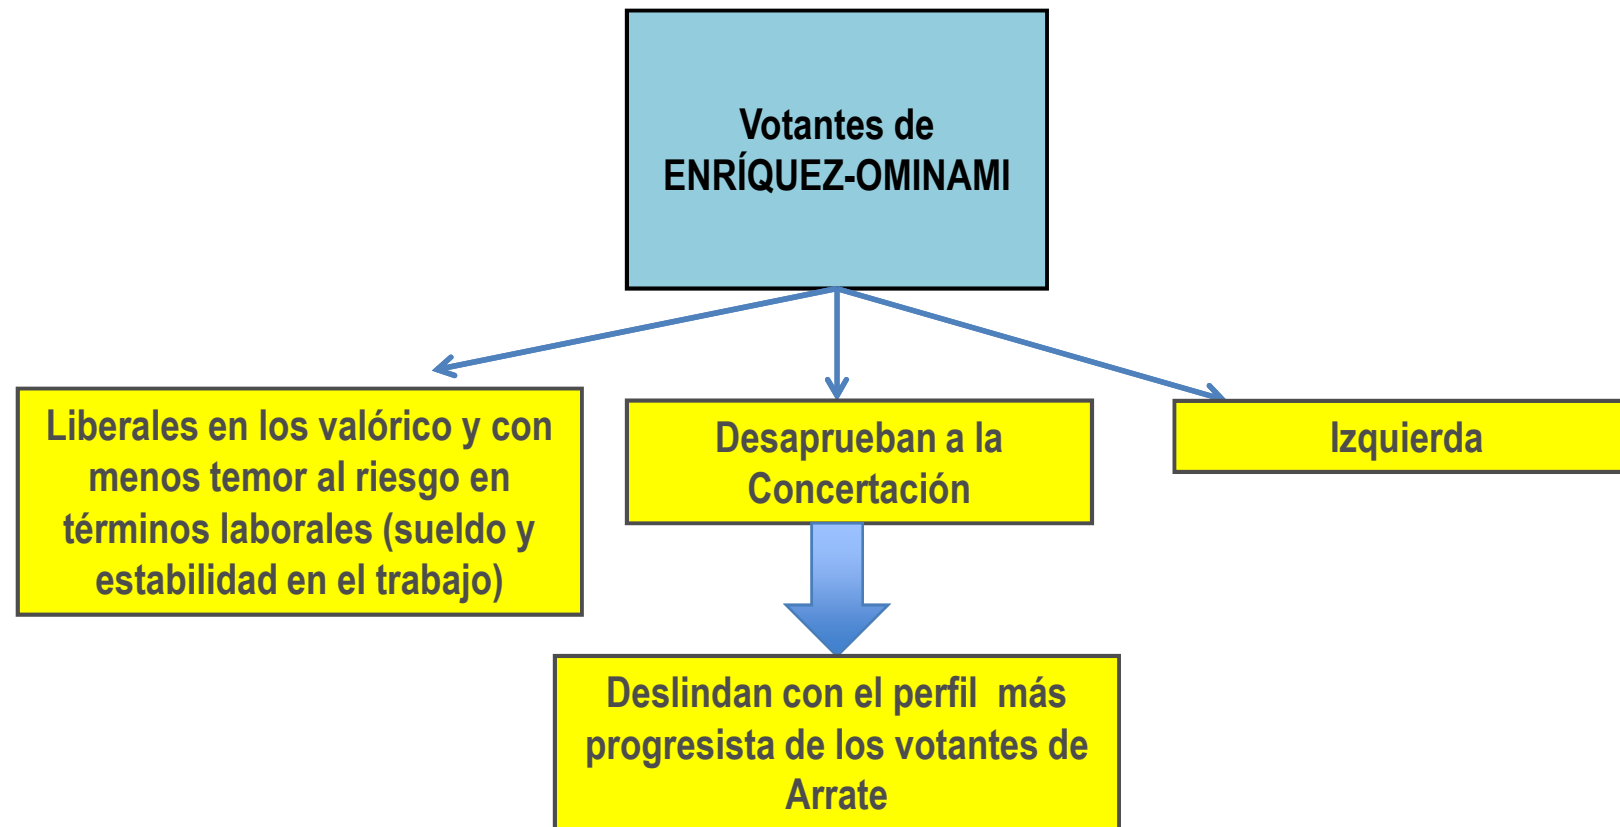 Votantes de
ENRÍQUEZ-OMINAMI
Liberales en los valórico y con
menos temor al riesgo en
términos laborales (sueldo y
estabilidad en el trabajo)
Desaprueban a la
Concertación
Izquierda
Deslindan con el perfil más
progresista de los votantes de
Arrate